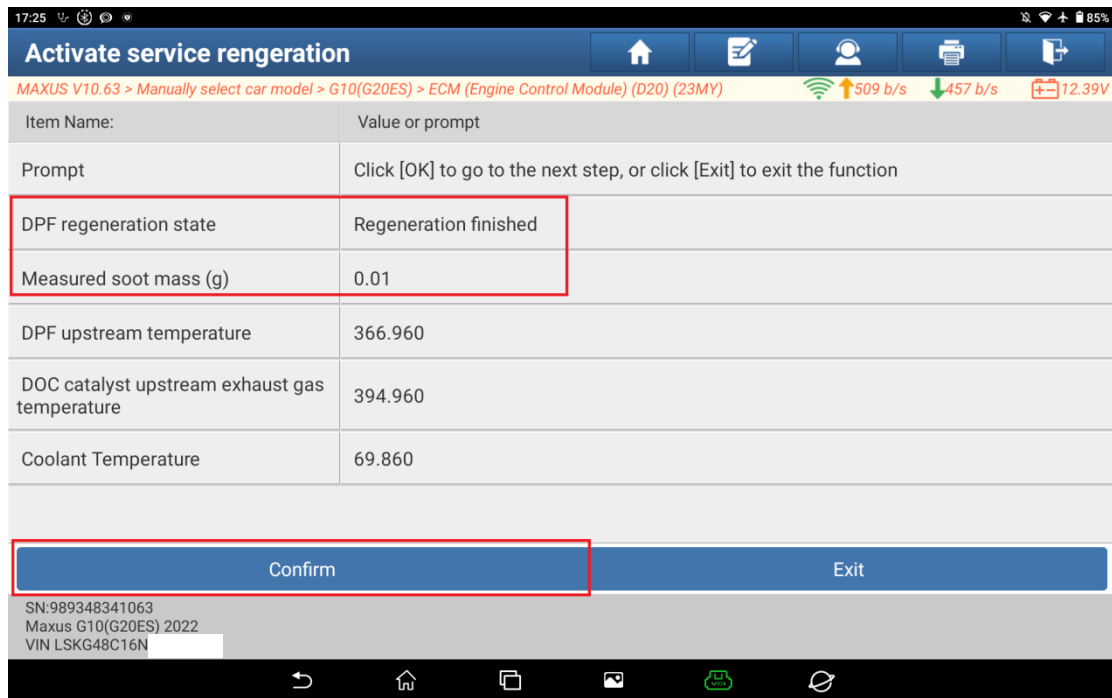 17:25
85%
Activate service rengeration
MAXUS V10.63 > Manually select car model > G10(G20ES) > ECM (Engine Control Module) (D20) (23MY)
509 b/s
457 b/s
12.39V
Item Name:
Value or prompt
Prompt
Click [OK] to go to the next step, or click [Exit] to exit the function
DPF regeneration state
Regeneration finished
Measured soot mass (g)
0.01
DPF upstream temperature
366.960
DOC catalyst upstream exhaust gas
temperature
394.960
Coolant Temperature
69.860
Confirm
Exit
SN:989348341063
Maxus G10(G20ES) 2022
VIN LSKG48C16N
VCI